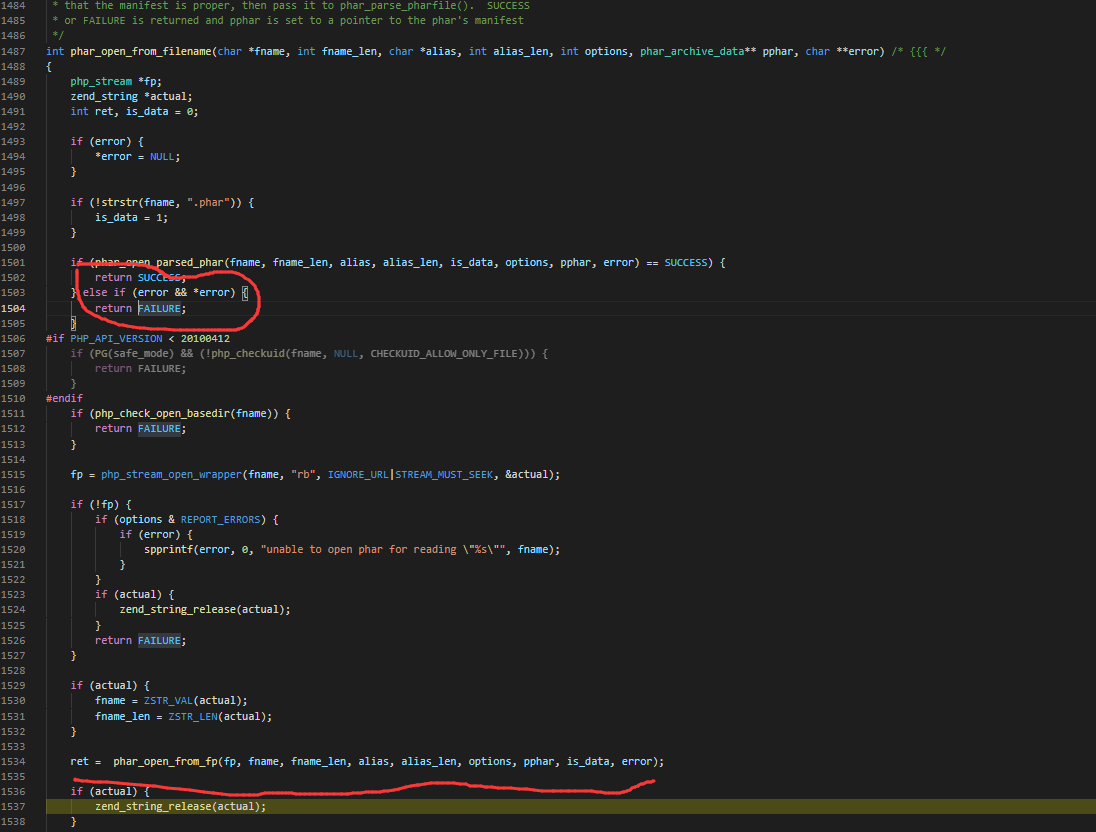 1484 * that the manifest is proper, then pass it to phar_parse_pharfile().  SUCCESS
1485 * or FAILURE is returned and pphar is set to a pointer to the phar's manifest
1486 */
1487 int phar_open_from_filename(char *fname, int fname_len, char *alias, int alias_len, int options, phar_archive_data** pphar, char **error) /* {{{ */
1488 {
1489     php_stream *fp;
1490     zend_string *actual;
1491     int ret, is_data = 0;
1492
1493     if (error) {
1494         *error = NULL;
1495     }
1496
1497     if (!strstr(fname, ".phar")) {
1498         is_data = 1;
1499     }
1500
1501     if (phar_open_parsed_phar(fname, fname_len, alias, alias_len, is_data, options, pphar, error) == SUCCESS) {
1502         return SUCCESS;
1503     } else if (error && *error) {
1504         return FAILURE;
1505     }
1506 #if PHP_API_VERSION < 20100412
1507     if (PG(safe_mode) && (!php_checkuid(fname, NULL, CHECKUID_ALLOW_ONLY_FILE))) {
1508         return FAILURE;
1509     }
1510 #endif
1511     if (php_check_open_basedir(fname)) {
1512         return FAILURE;
1513     }
1514
1515     fp = php_stream_open_wrapper(fname, "rb", IGNORE_URL|STREAM_MUST_SEEK, &actual);
1516
1517     if (!fp) {
1518         if (options & REPORT_ERRORS) {
1519             if (error) {
1520                 spprintf(error, 0, "unable to open phar for reading \"%s\"", fname);
1521             }
1522         }
1523         if (actual) {
1524             zend_string_release(actual);
1525         }
1526         return FAILURE;
1527     }
1528
1529     if (actual) {
1530         fname = ZSTR_VAL(actual);
1531         fname_len = ZSTR_LEN(actual);
1532     }
1533
1534     ret =  phar_open_from_fp(fp, fname, fname_len, alias, alias_len, options, pphar, is_data, error);
1535
1536     if (actual) {
1537         zend_string_release(actual);
1538     }